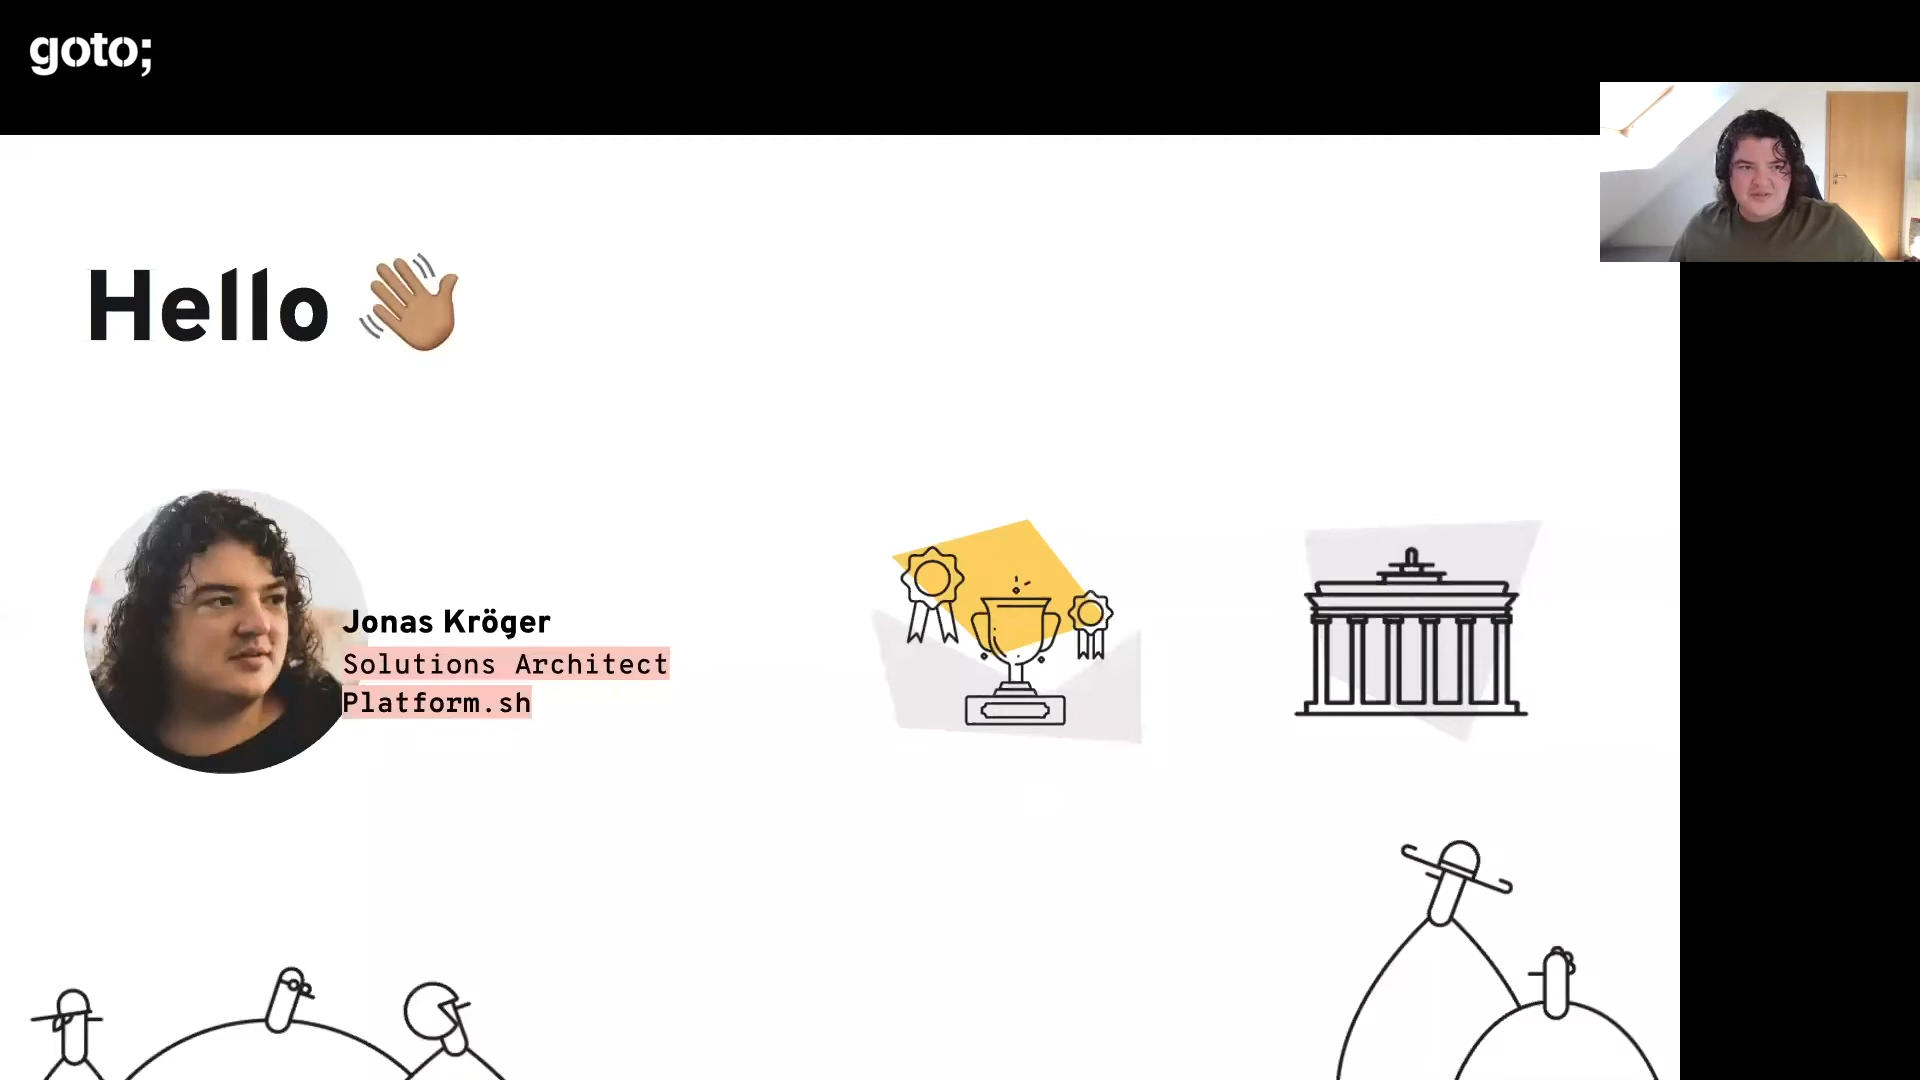 goto;
Hello 👋🏽
Jonas Kröger
Solutions Architect
Platform.sh